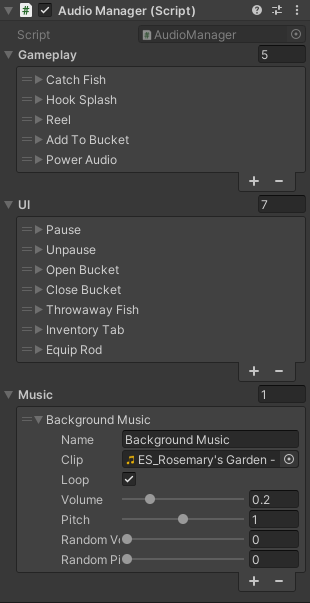 Audio Manager (Script)
Script AudioManager
Gameplay 5
Catch Fish
Hook Splash
Reel
Add To Bucket
Power Audio
+ −
UI 7
Pause
Unpause
Open Bucket
Close Bucket
Throwaway Fish
Inventory Tab
Equip Rod
+ −
Music 1
Background Music
Name Background Music
Clip ES_Rosemary's Garden -
Loop
Volume 0.2
Pitch 1
Random Vo 0
Random Pi 0
+ −